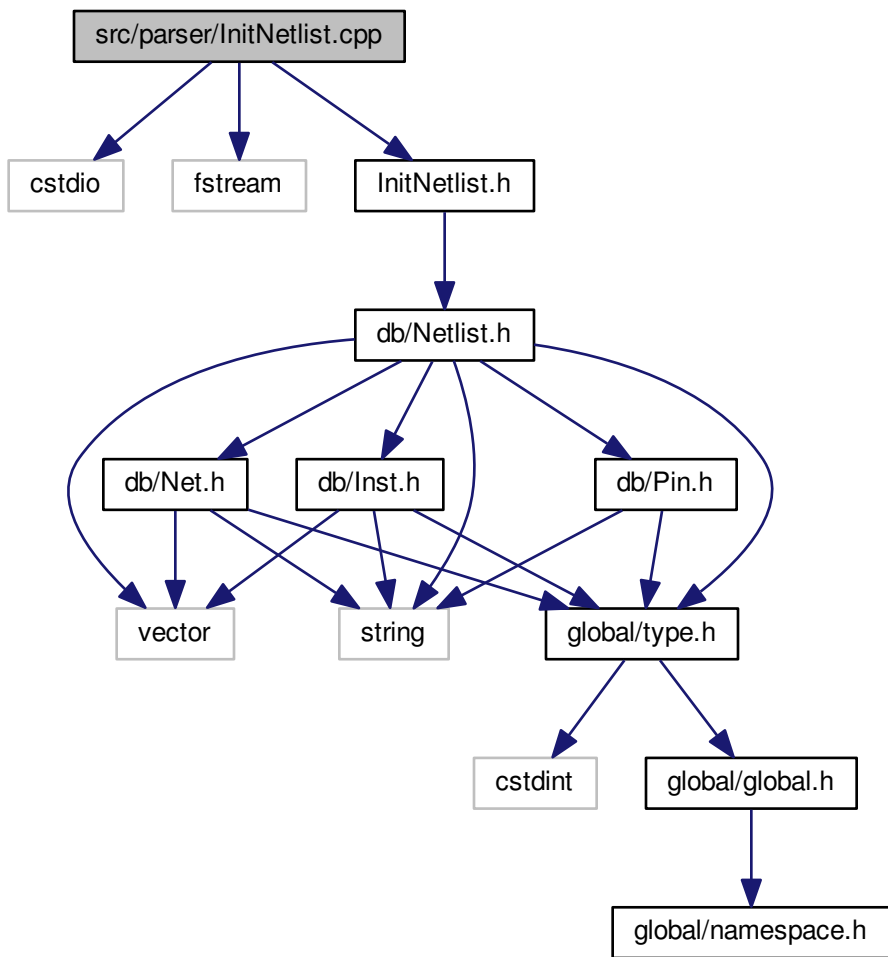 src/parser/InitNetlist.cpp
cstdio
fstream
InitNetlist.h
db/Netlist.h
db/Net.h
db/Inst.h
db/Pin.h
vector
string
global/type.h
cstdint
global/global.h
global/namespace.h